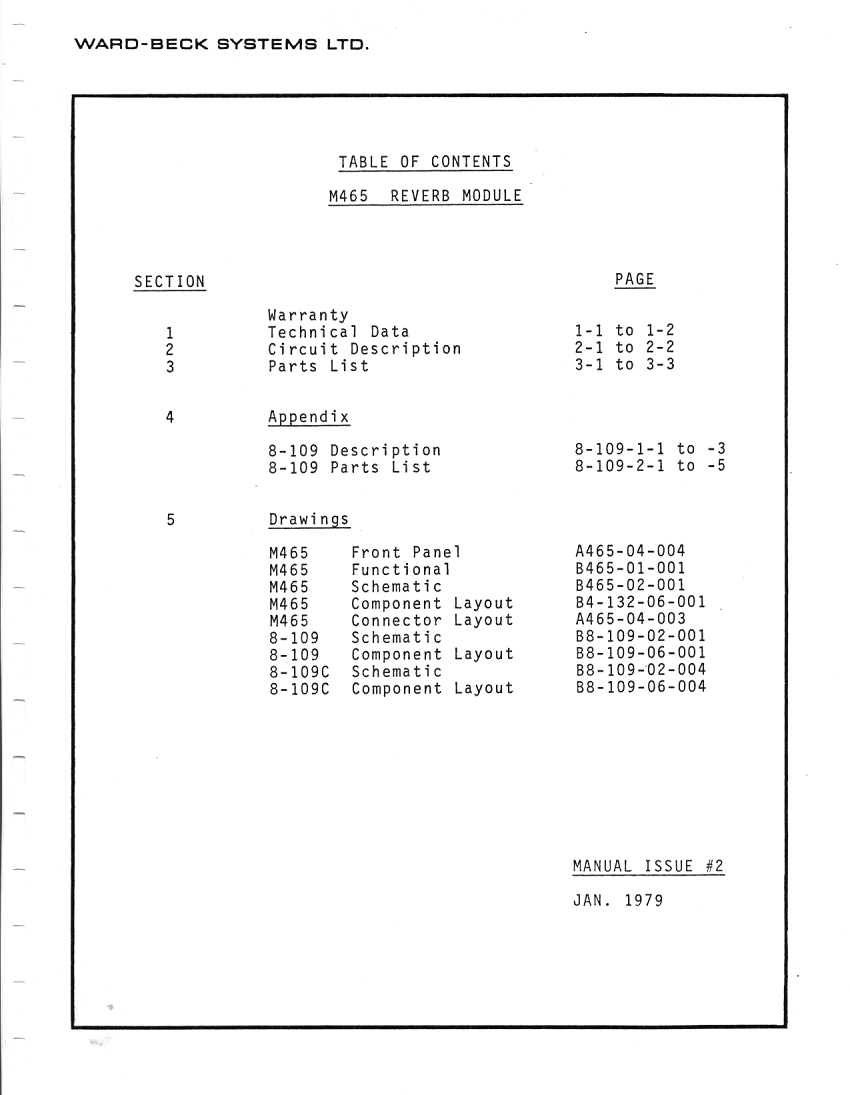 WARD-BECK SYSTEMS LTD.
TABLE OF CONTENTS
M465 REVERB MODULE
SECTION PAGE
Warranty
1 Technical Data 1-1 to 1-2
2 Circuit Description 2-1 to 2-2
3 Parts List 3-1 to 3-3
4 Appendix
8-109 Description 8-109-1-1 to -3
8-109 Parts List 8-109-2-1 to -5
5 Drawings
M465 Front Panel A465-04-004
M465 Functional B465-01-001
M465 Schematic B465-02-001
M465 Component Layout B4-132-06-001
M465 Connector Layout A465-04-003
8-109 Schematic B8-109-02-001
8-109 Component Layout B8-109-06-001
8-109C Schematic B8-109-02-004
8-109C Component Layout B8-109-06-004
MANUAL ISSUE #2
JAN. 1979